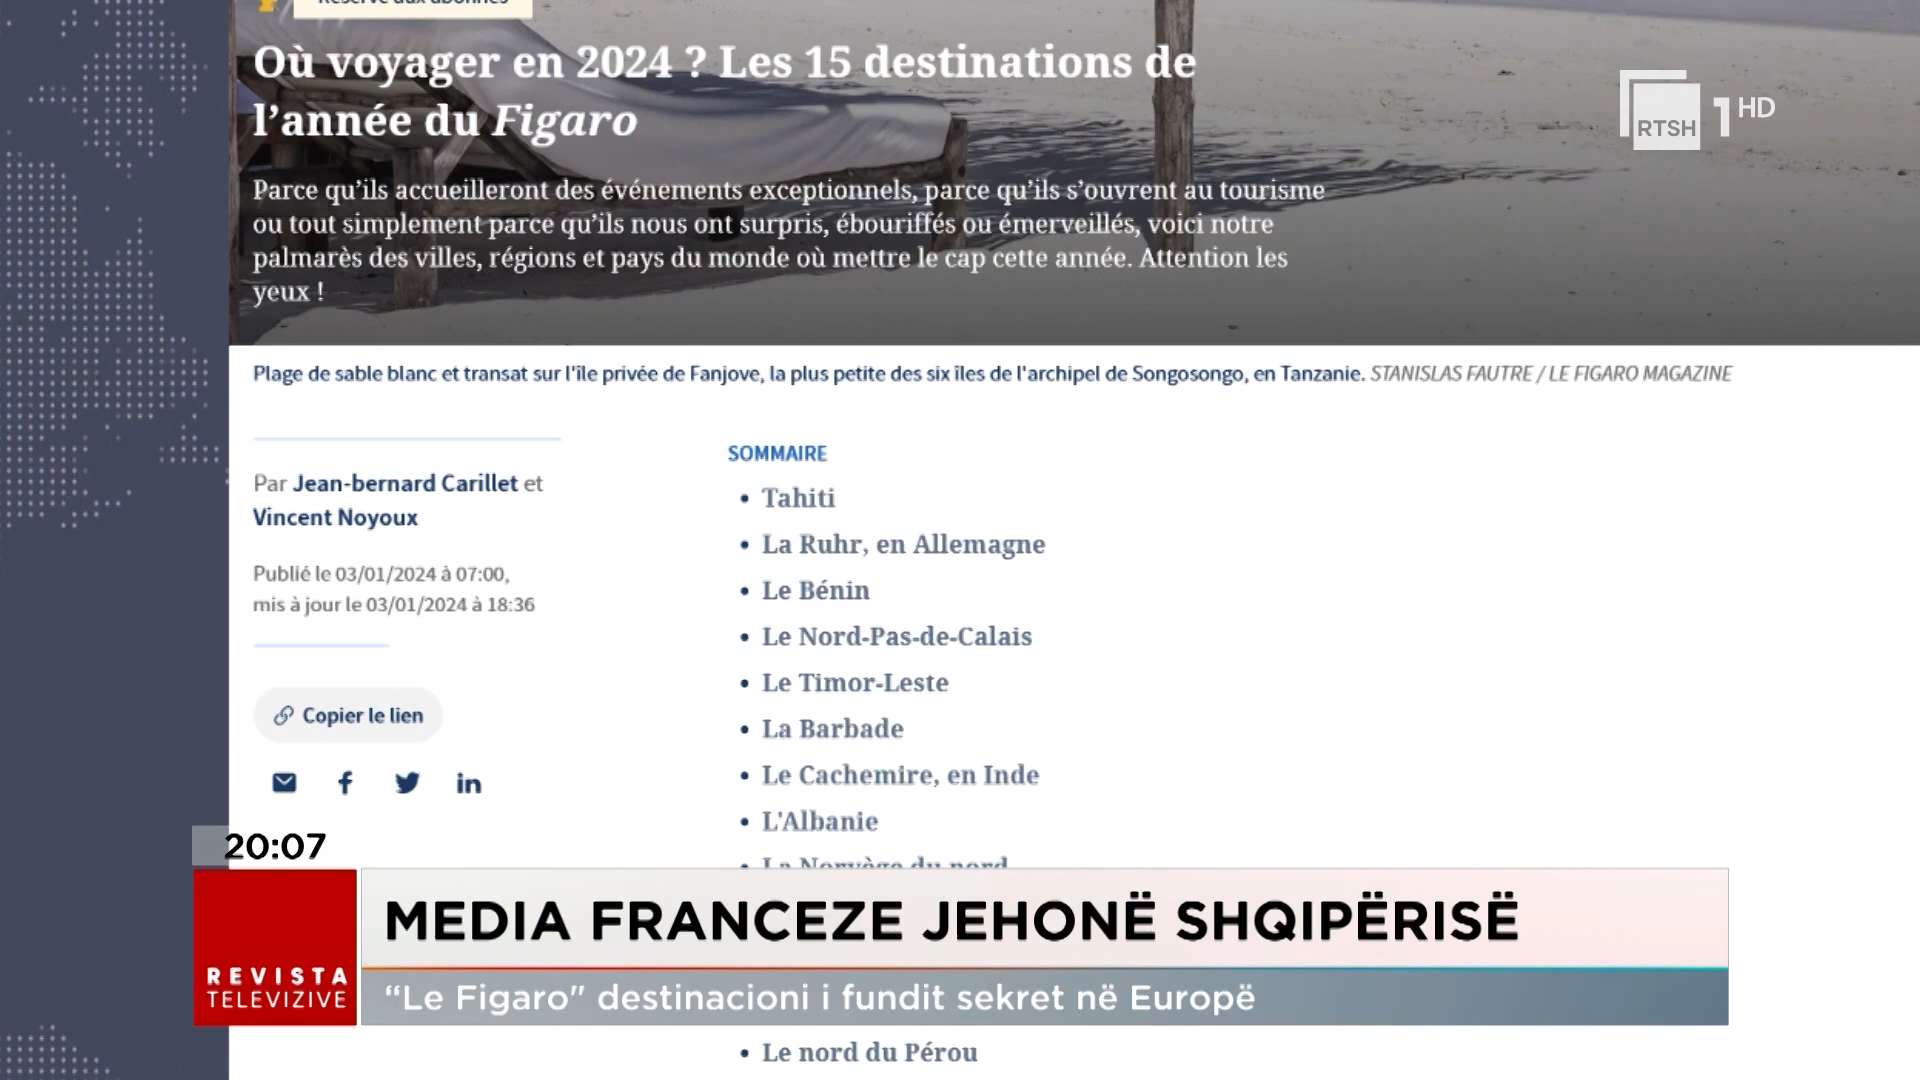 Réservé aux abonnés
Où voyager en 2024 ? Les 15 destinations de
l’année du Figaro
RTSH 1 HD
Parce qu’ils accueilleront des événements exceptionnels, parce qu’ils s’ouvrent au tourisme
ou tout simplement parce qu’ils nous ont surpris, ébouriffés ou émerveillés, voici notre
palmarès des villes, régions et pays du monde où mettre le cap cette année. Attention les
yeux !
Plage de sable blanc et transat sur l'île privée de Fanjove, la plus petite des six îles de l'archipel de Songosongo, en Tanzanie. STANISLAS FAUTRE / LE FIGARO MAGAZINE
Par Jean-bernard Carillet et
Vincent Noyoux
Publié le 03/01/2024 à 07:00,
mis à jour le 03/01/2024 à 18:36
Copier le lien
SOMMAIRE
• Tahiti
• La Ruhr, en Allemagne
• Le Bénin
• Le Nord-Pas-de-Calais
• Le Timor-Leste
• La Barbade
• Le Cachemire, en Inde
• L'Albanie
• La Norvège du nord
20:07
MEDIA FRANCEZE JEHONË SHQIPËRISË
REVISTA
TELEVIZIVE
“Le Figaro" destinacioni i fundit sekret në Europë
• Le nord du Pérou